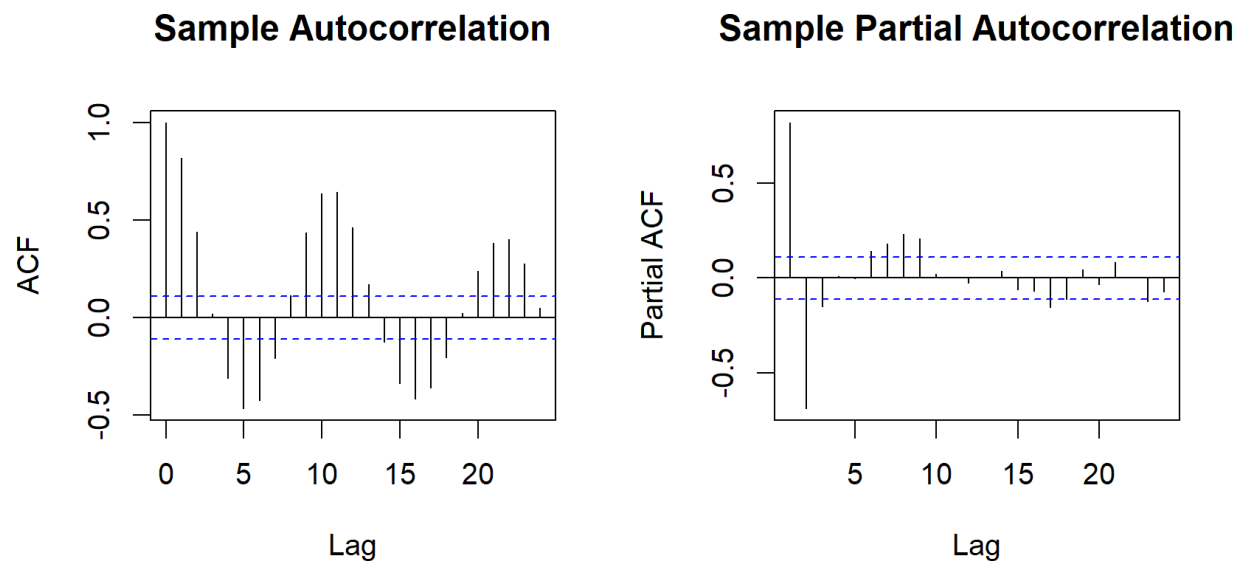 Sample Autocorrelation
ACF
1.0
0.5
0.0
-0.5
0 5 10 15 20
Lag
Sample Partial Autocorrelation
Partial ACF
0.5
0.0
-0.5
5 10 15 20
Lag